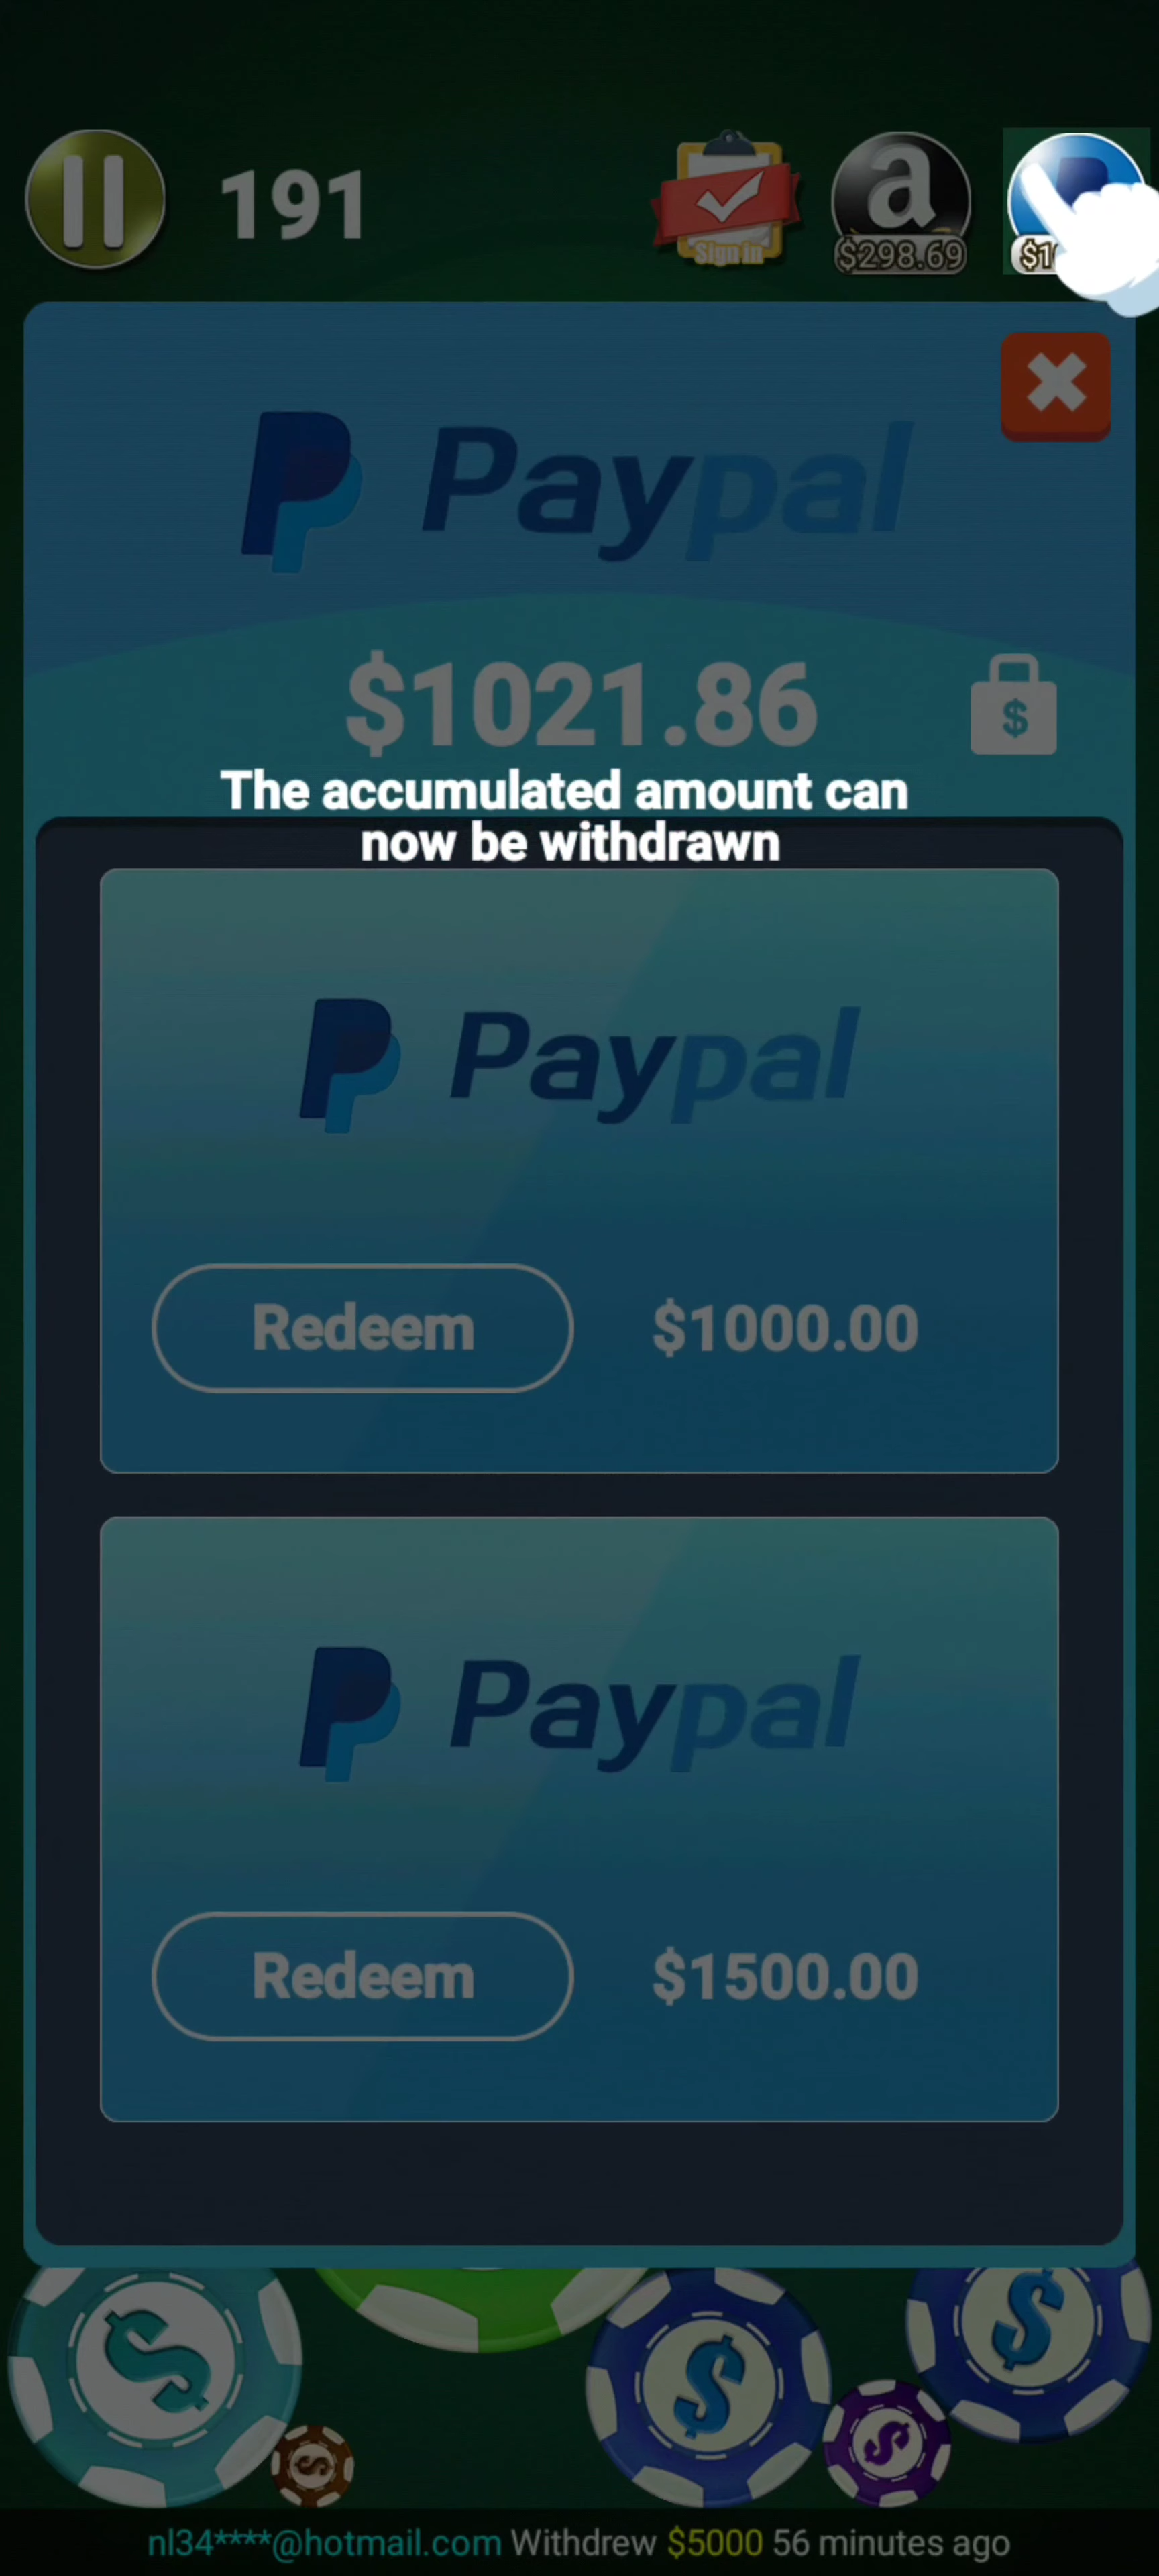 191
Sign in
a
$298.69
$1
Paypal
$1021.86
$
The accumulated amount can
now be withdrawn
Paypal
Redeem $1000.00
Paypal
Redeem $1500.00
$ $ $ $ $
nl34****@hotmail.com Withdrew $5000 56 minutes ago